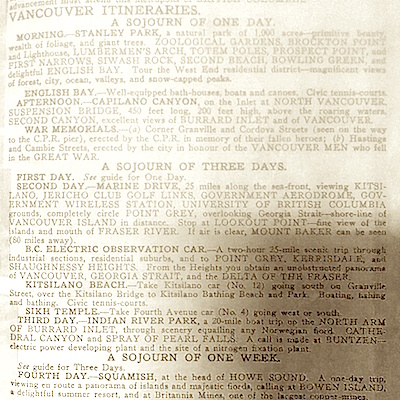 VANCOUVER ITINERARIES.
A SOJOURN OF ONE DAY.
MORNING.—STANLEY PARK, a natural park of 1,000 acres—primitive beauty,
wealth of foliage, and giant trees. ZOOLOGICAL GARDENS, BROCKTON POINT
and Lighthouse, LUMBERMEN'S ARCH, TOTEM POLES, PROSPECT POINT, and
FIRST NARROWS, SIWASH ROCK, SECOND BEACH, BOWLING GREEN, and
delightful ENGLISH BAY. Tour the West End residential district—magnificent views
of forest, city, ocean, valleys, and snow-capped peaks.
ENGLISH BAY.—Well-equipped bath-houses, boats and canoes. Civic tennis-courts.
AFTERNOON.—CAPILANO CANYON, on the Inlet at NORTH VANCOUVER,
SUSPENSION BRIDGE, 450 feet long, 200 feet high, above the roaring waters.
SECOND CANYON, excellent views of BURRARD INLET and of VANCOUVER.
WAR MEMORIALS.—(a) Corner Granville and Cordova Streets (seen on the way
to the C.P.R. pier), erected by the C.P.R. in memory of their fallen heroes; (b) Hastings
and Cambie Streets, erected by the city in honour of the VANCOUVER MEN who fell
in the GREAT WAR.
A SOJOURN OF THREE DAYS.
FIRST DAY. See guide for One Day.
SECOND DAY.—MARINE DRIVE, 25 miles along the sea-front, viewing KITSI-
LANO, JERICHO CLUB GOLF LINKS, GOVERNMENT AERODROME, GOV-
ERNMENT WIRELESS STATION, UNIVERSITY OF BRITISH COLUMBIA
grounds, completely circle POINT GREY, overlooking Georgia Strait—shore-line of
VANCOUVER ISLAND in distance. Stop at LOOKOUT POINT—fine view of the
islands and mouth of FRASER RIVER. If air is clear, MOUNT BAKER can be seen
(80 miles away).
B.C. ELECTRIC OBSERVATION CAR.—A two-hour 25-mile scenic trip through
industrial sections, residential suburbs, and to POINT GREY, KERRISDALE, and
SHAUGHNESSY HEIGHTS. From the Heights you obtain an unobstructed panorama
of VANCOUVER, GEORGIA STRAIT, and the DELTA OF THE FRASER.
KITSILANO BEACH.—Take Kitsilano car (No. 12) going south on Granville
Street, over the Kitsilano Bridge to Kitsilano Bathing Beach and Park. Boating, fishing
and bathing. Civic tennis-courts.
SIKH TEMPLE.—Take Fourth Avenue car (No. 4) going west or south.
THIRD DAY.—INDIAN RIVER PARK, a 20-mile boat trip up the NORTH ARM
OF BURRARD INLET, through scenery equalling any Norwegian fiord. CATHE-
DRAL CANYON and SPRAY OF PEARL FALLS. A call is made at BUNTZEN—
electric power developing plant and the site of a nitrogen fixation plant.
A SOJOURN OF ONE WEEK.
See guide for Three Days.
FOURTH DAY.—SQUAMISH, at the head of HOWE SOUND. A one-day trip,
viewing en route a panorama of islands and majestic fiords, calling at BOWEN ISLAND,
a delightful summer resort, and at Britannia Mines, one of the largest copper-mines.